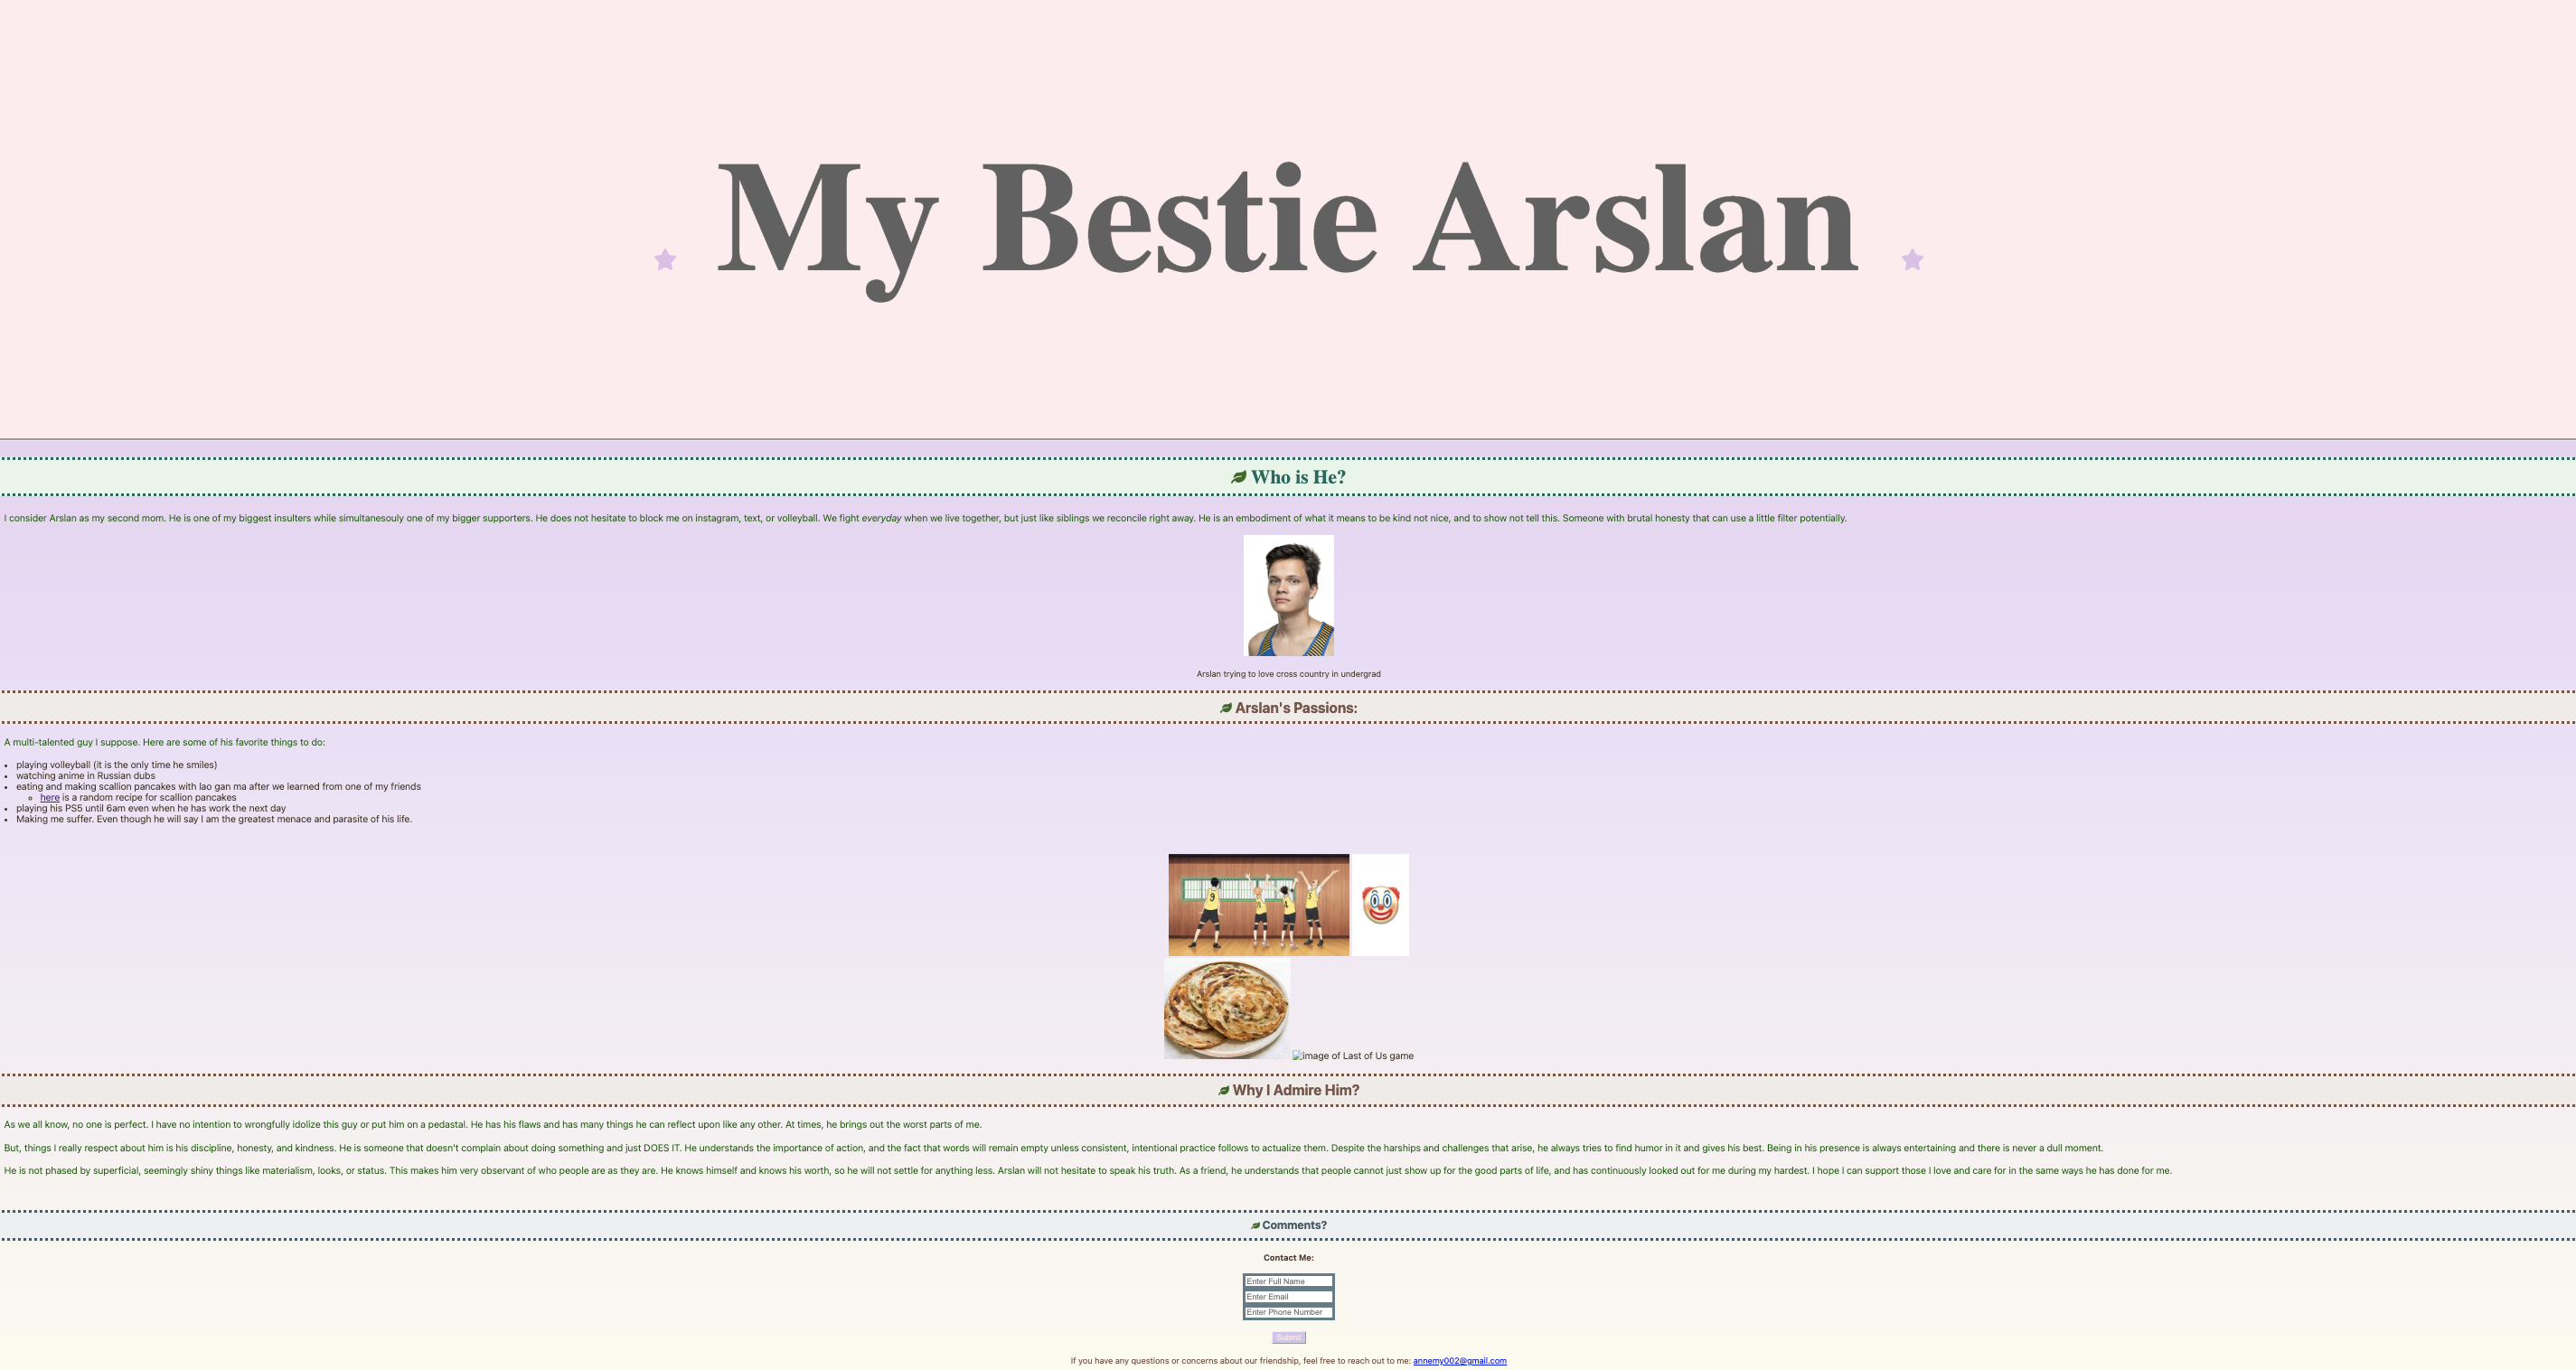 My Bestie Arslan
Who is He?
I consider Arslan as my second mom. He is one of my biggest insulters while simultanesouly one of my bigger supporters. He does not hesitate to block me on instagram, text, or volleyball. We fight everyday when we live together, but just like siblings we reconcile right away. He is an embodiment of what it means to be kind not nice, and to show not tell this. Someone with brutal honesty that can use a little filter potentially.
Arslan trying to love cross country in undergrad
Arslan's Passions:
A multi-talented guy I suppose. Here are some of his favorite things to do:
• playing volleyball (it is the only time he smiles)
• watching anime in Russian dubs
• eating and making scallion pancakes with lao gan ma after we learned from one of my friends
◦ here is a random recipe for scallion pancakes
• playing his PS5 until 6am even when he has work the next day
• Making me suffer. Even though he will say I am the greatest menace and parasite of his life.
9
image of Last of Us game
Why I Admire Him?
As we all know, no one is perfect. I have no intention to wrongfully idolize this guy or put him on a pedastal. He has his flaws and has many things he can reflect upon like any other. At times, he brings out the worst parts of me.
But, things I really respect about him is his discipline, honesty, and kindness. He is someone that doesn't complain about doing something and just DOES IT. He understands the importance of action, and the fact that words will remain empty unless consistent, intentional practice follows to actualize them. Despite the harships and challenges that arise, he always tries to find humor in it and gives his best. Being in his presence is always entertaining and there is never a dull moment.
He is not phased by superficial, seemingly shiny things like materialism, looks, or status. This makes him very observant of who people are as they are. He knows himself and knows his worth, so he will not settle for anything less. Arslan will not hesitate to speak his truth. As a friend, he understands that people cannot just show up for the good parts of life, and has continuously looked out for me during my hardest. I hope I can support those I love and care for in the same ways he has done for me.
Comments?
Contact Me:
Enter Full Name
Enter Email
Enter Phone Number
Submit
If you have any questions or concerns about our friendship, feel free to reach out to me: annemy002@gmail.com